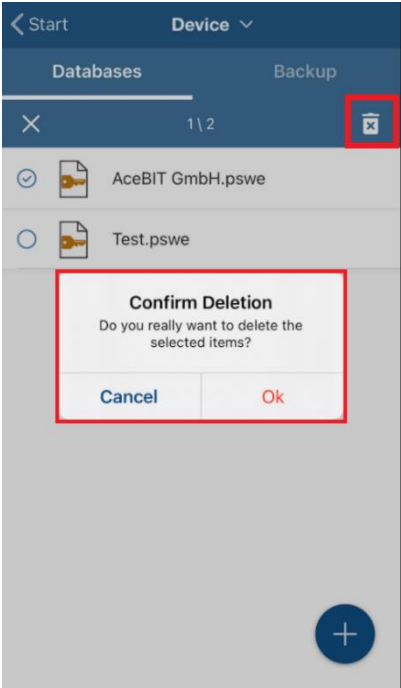 Start Device
Databases Backup
1\2
AceBIT GmbH.pswe
Test.pswe
Confirm Deletion
Do you really want to delete the
selected items?
Cancel Ok